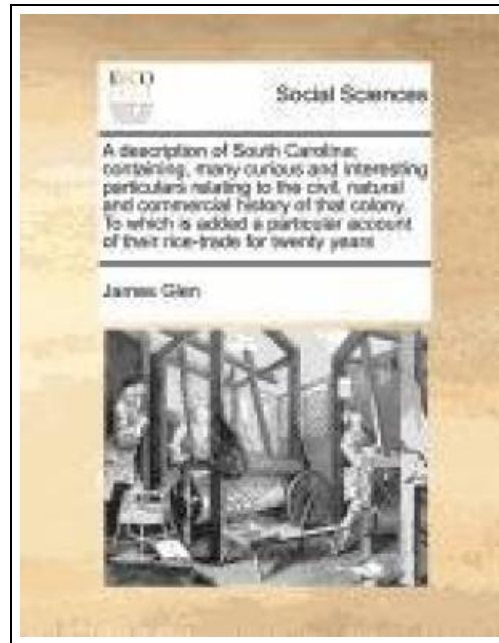 ECCO
Social Sciences
A description of South Carolina;
containing, many curious and interesting
particulars relating to the civil, natural
and commercial history of that colony.
To which is added a particular account
of their rice-trade for twenty years
James Glen